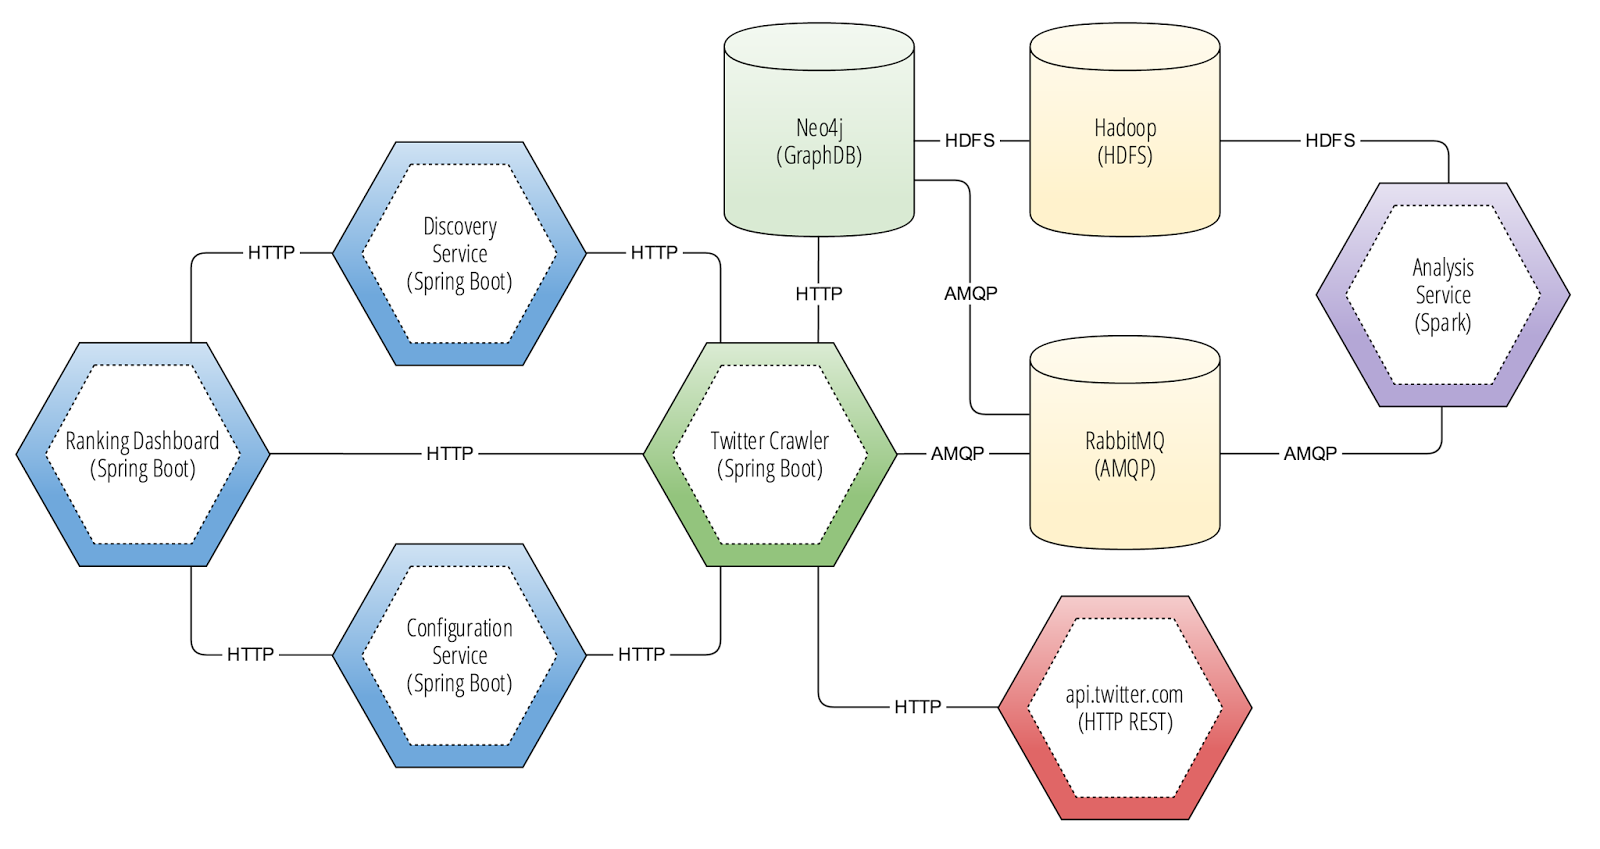 Neo4j
(GraphDB)
HDFS
Hadoop
(HDFS)
HDFS
Discovery
Service
(Spring Boot)
HTTP
HTTP
HTTP
AMQP
Analysis
Service
(Spark)
Ranking Dashboard
(Spring Boot)
HTTP
Twitter Crawler
(Spring Boot)
AMQP
RabbitMQ
(AMQP)
AMQP
HTTP
Configuration
Service
(Spring Boot)
HTTP
HTTP
api.twitter.com
(HTTP REST)